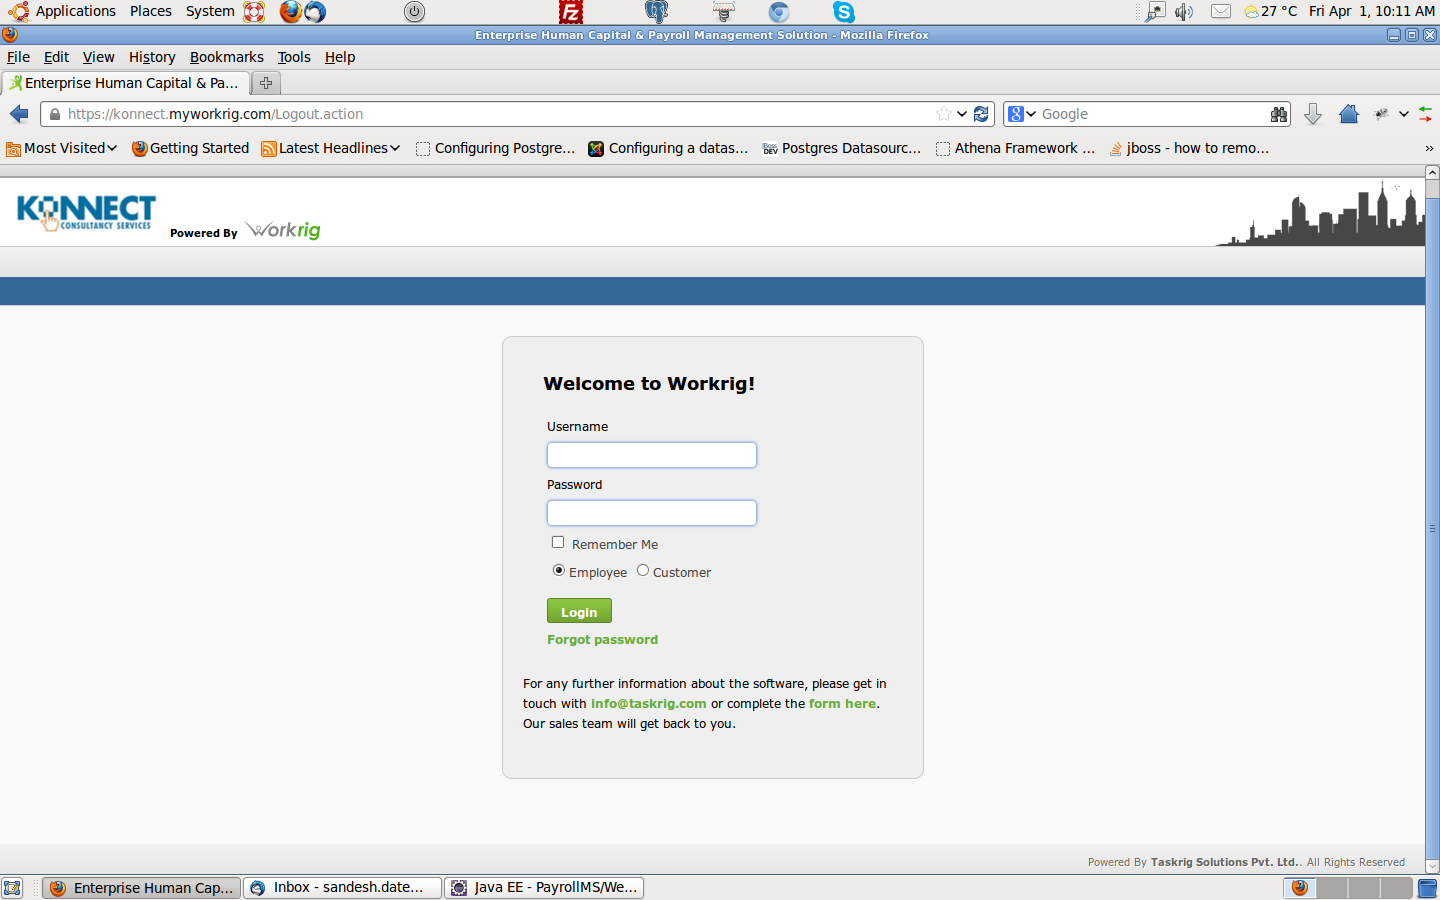 Applications Places System 27 °C Fri Apr 1, 10:11 AM
Enterprise Human Capital & Payroll Management Solution - Mozilla Firefox
File Edit View History Bookmarks Tools Help
Enterprise Human Capital & Pa...
https://konnect.myworkrig.com/Logout.action Google
Most Visited Getting Started Latest Headlines Configuring Postgre... Configuring a datas... Postgres Datasourc... Athena Framework ... jboss - how to remo...
KONNECT
CONSULTANCY SERVICES
Powered By Workrig
Welcome to Workrig!
Username
Password
Remember Me
Employee Customer
Login
Forgot password
For any further information about the software, please get in
touch with info@taskrig.com or complete the form here.
Our sales team will get back to you.
Powered By Taskrig Solutions Pvt. Ltd.. All Rights Reserved
Enterprise Human Cap... Inbox - sandesh.date... Java EE - PayrollMS/We...